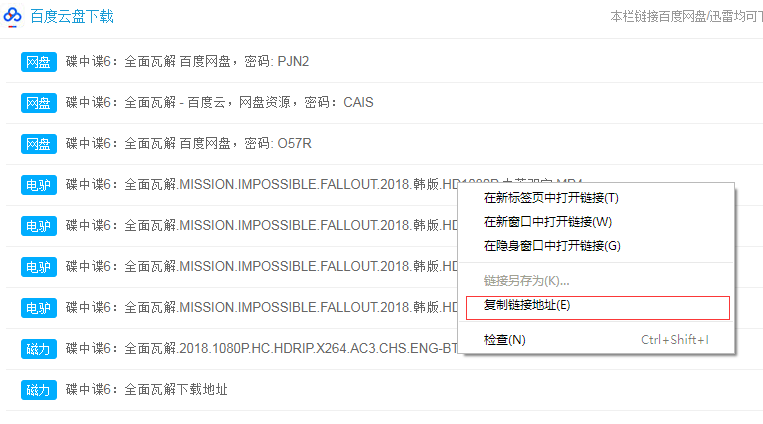 百度云盘下载
本栏链接百度网盘/迅雷均可下
网盘 碟中谍6：全面瓦解 百度网盘，密码: PJN2
网盘 碟中谍6：全面瓦解 - 百度云，网盘资源，密码：CAIS
网盘 碟中谍6：全面瓦解 百度网盘，密码: O57R
电驴 碟中谍6：全面瓦解.MISSION.IMPOSSIBLE.FALLOUT.2018.韩版.HD1080P.中英双字.MP4
电驴 碟中谍6：全面瓦解.MISSION.IMPOSSIBLE.FALLOUT.2018.韩版.HD
电驴 碟中谍6：全面瓦解.MISSION.IMPOSSIBLE.FALLOUT.2018.韩版.HD
电驴 碟中谍6：全面瓦解.MISSION.IMPOSSIBLE.FALLOUT.2018.韩版.HD
磁力 碟中谍6：全面瓦解.2018.1080P.HC.HDRIP.X264.AC3.CHS.ENG-BT
磁力 碟中谍6：全面瓦解下载地址
在新标签页中打开链接(T)
在新窗口中打开链接(W)
在隐身窗口中打开链接(G)
链接另存为(K)...
复制链接地址(E)
检查(N) Ctrl+Shift+I